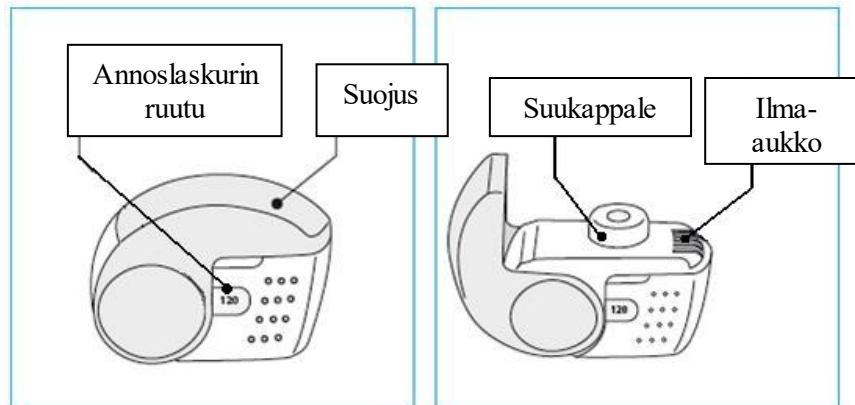 Annoslaskurin
ruutu
Suojus
120
Suukappale
Ilma-
aukko
120